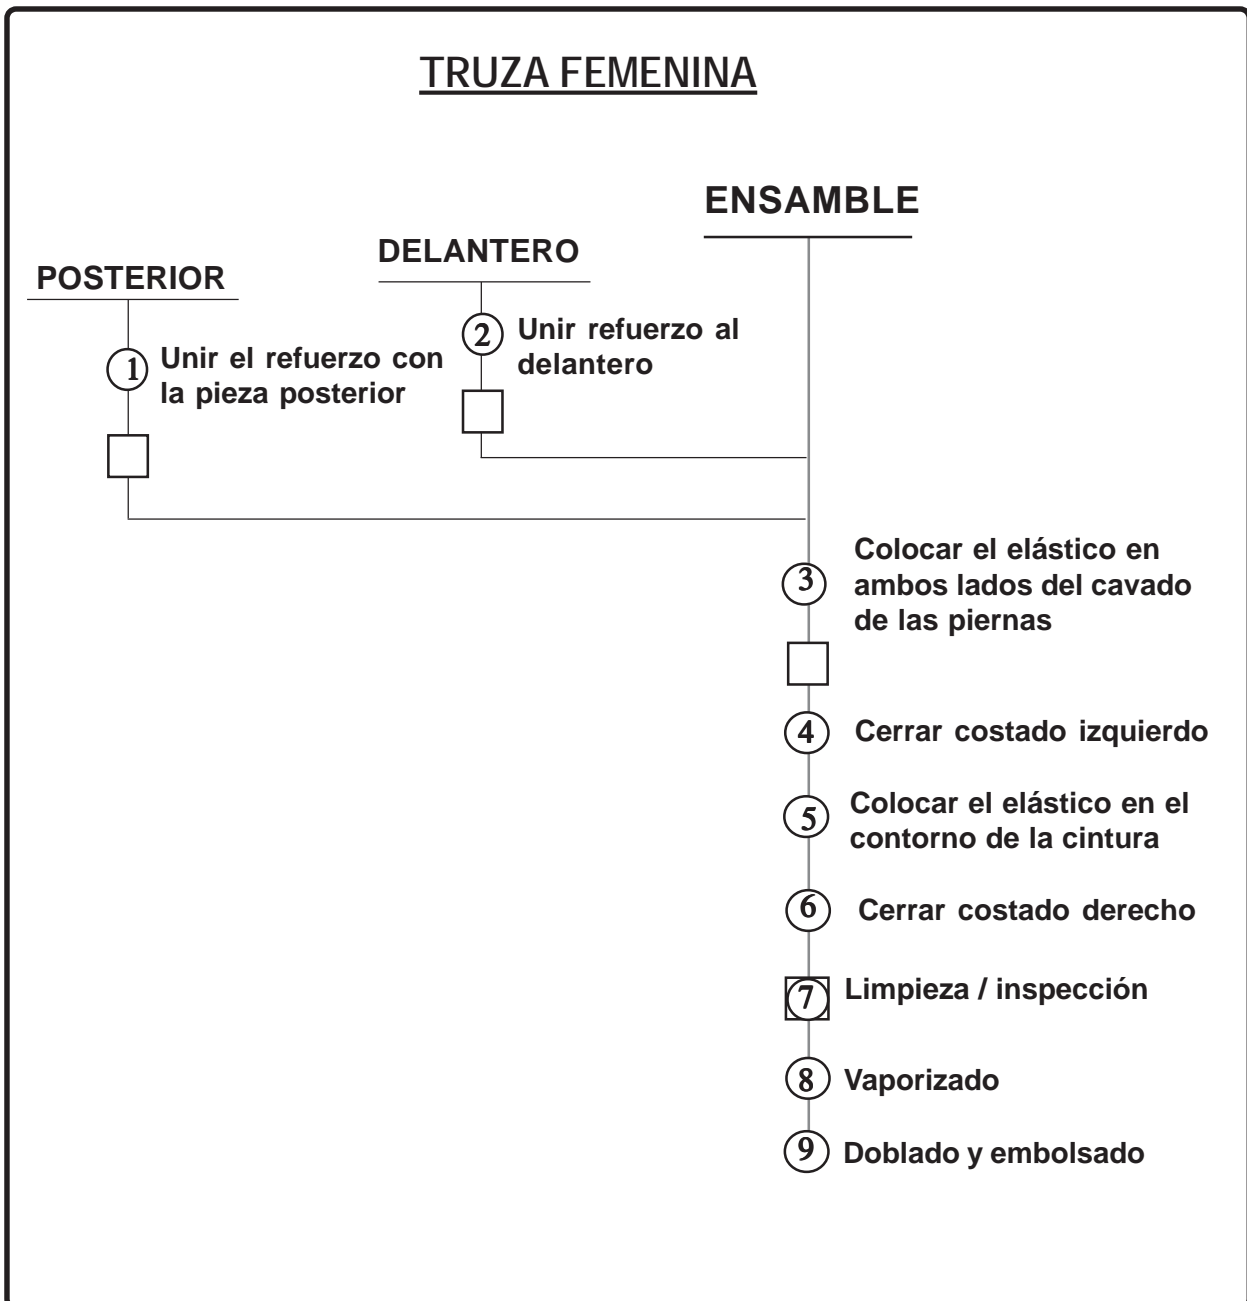 TRUZA FEMENINA
ENSAMBLE
DELANTERO
POSTERIOR
2 Unir refuerzo al
delantero
1 Unir el refuerzo con
la pieza posterior
3 Colocar el elástico en
ambos lados del cavado
de las piernas
4 Cerrar costado izquierdo
5 Colocar el elástico en el
contorno de la cintura
6 Cerrar costado derecho
7 Limpieza / inspección
8 Vaporizado
9 Doblado y embolsado